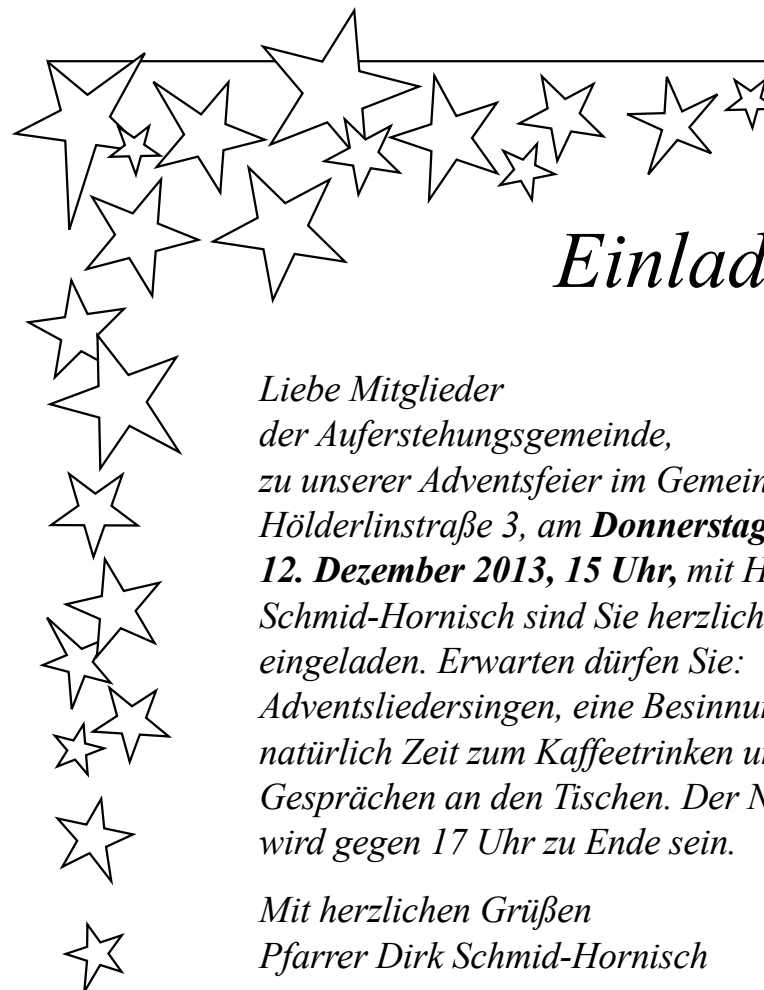 Einlad
Liebe Mitglieder
der Auferstehungsgemeinde,
zu unserer Adventsfeier im Gemein
Hölderlinstraße 3, am Donnerstag
12. Dezember 2013, 15 Uhr, mit H
Schmid-Hornisch sind Sie herzlich
eingeladen. Erwarten dürfen Sie:
Adventsliedersingen, eine Besinnu
natürlich Zeit zum Kaffeetrinken u
Gesprächen an den Tischen. Der N
wird gegen 17 Uhr zu Ende sein.
Mit herzlichen Grüßen
Pfarrer Dirk Schmid-Hornisch